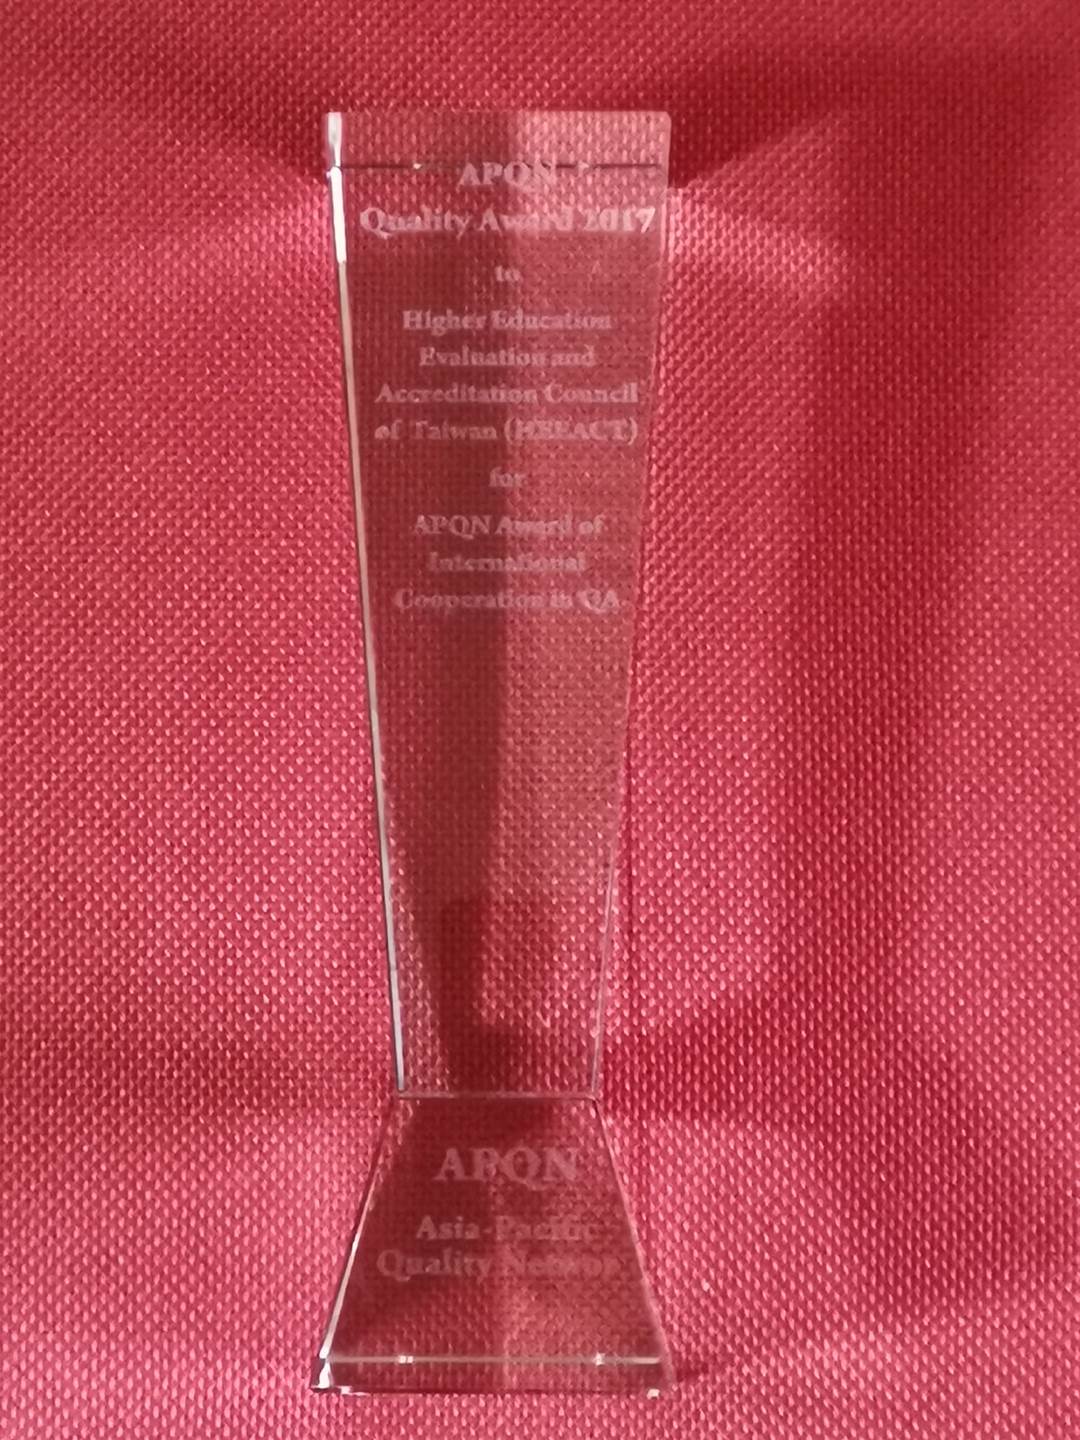 APQN
Quality Award 2017
to
Higher Education
Evaluation and
Accreditation Council
of Taiwan (HEEACT)
for
APQN Award of
International
Cooperation in QA
APQN
Asia-Pacific
Quality Network